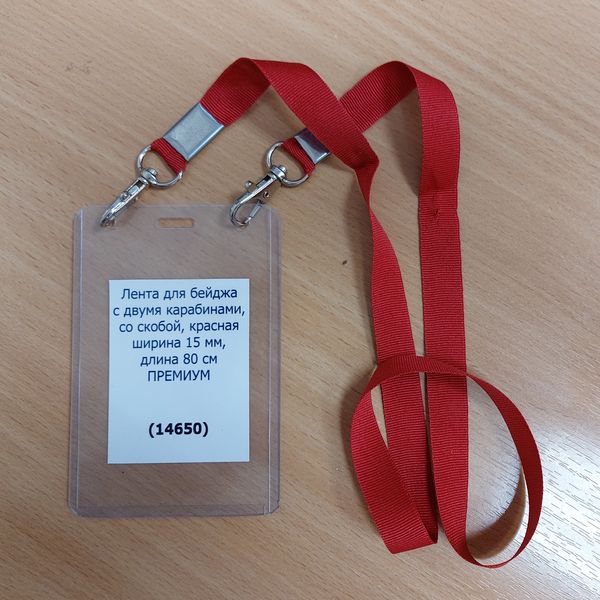 Лента для бейджа
с двумя карабинами,
со скобой, красная
ширина 15 мм,
длина 80 см
ПРЕМИУМ
(14650)